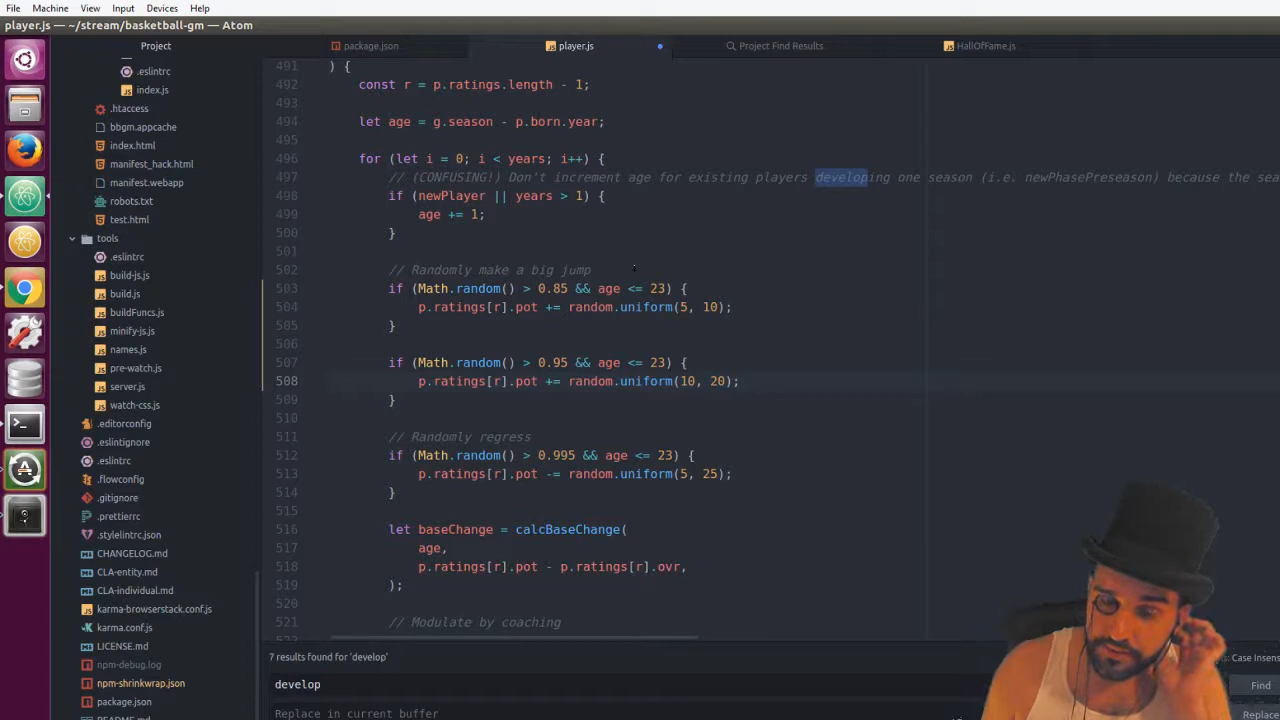 File Machine View Input Devices Help
player.js — ~/stream/basketball-gm — Atom
Project
package.json
player.js
Project Find Results
HallOfFame.js
.eslintrc
index.js
.htaccess
bbgm.appcache
index.html
manifest_hack.html
manifest.webapp
robots.txt
test.html
tools
.eslintrc
build-js.js
build.js
buildFuncs.js
minify-js.js
names.js
pre-watch.js
server.js
watch-css.js
.editorconfig
.eslintignore
.eslintrc
.flowconfig
.gitignore
.prettierrc
.stylelintrc.json
CHANGELOG.md
CLA-entity.md
CLA-individual.md
karma-browserstack.conf.js
karma.conf.js
LICENSE.md
npm-debug.log
npm-shrinkwrap.json
package.json
README.md
491 ) {
492 const r = p.ratings.length - 1;
493
494 let age = g.season - p.born.year;
495
496 for (let i = 0; i < years; i++) {
497 // (CONFUSING!) Don't increment age for existing players developing one season (i.e. newPhasePreseason) because the sea
498 if (newPlayer || years > 1) {
499 age += 1;
500 }
501
502 // Randomly make a big jump
503 if (Math.random() > 0.85 && age <= 23) {
504 p.ratings[r].pot += random.uniform(5, 10);
505 }
506
507 if (Math.random() > 0.95 && age <= 23) {
508 p.ratings[r].pot += random.uniform(10, 20);
509 }
510
511 // Randomly regress
512 if (Math.random() > 0.995 && age <= 23) {
513 p.ratings[r].pot -= random.uniform(5, 25);
514 }
515
516 let baseChange = calcBaseChange(
517 age,
518 p.ratings[r].pot - p.ratings[r].ovr,
519 );
520
521 // Modulate by coaching
7 results found for 'develop'
Case Insens
develop
Find
Replace in current buffer
Replace